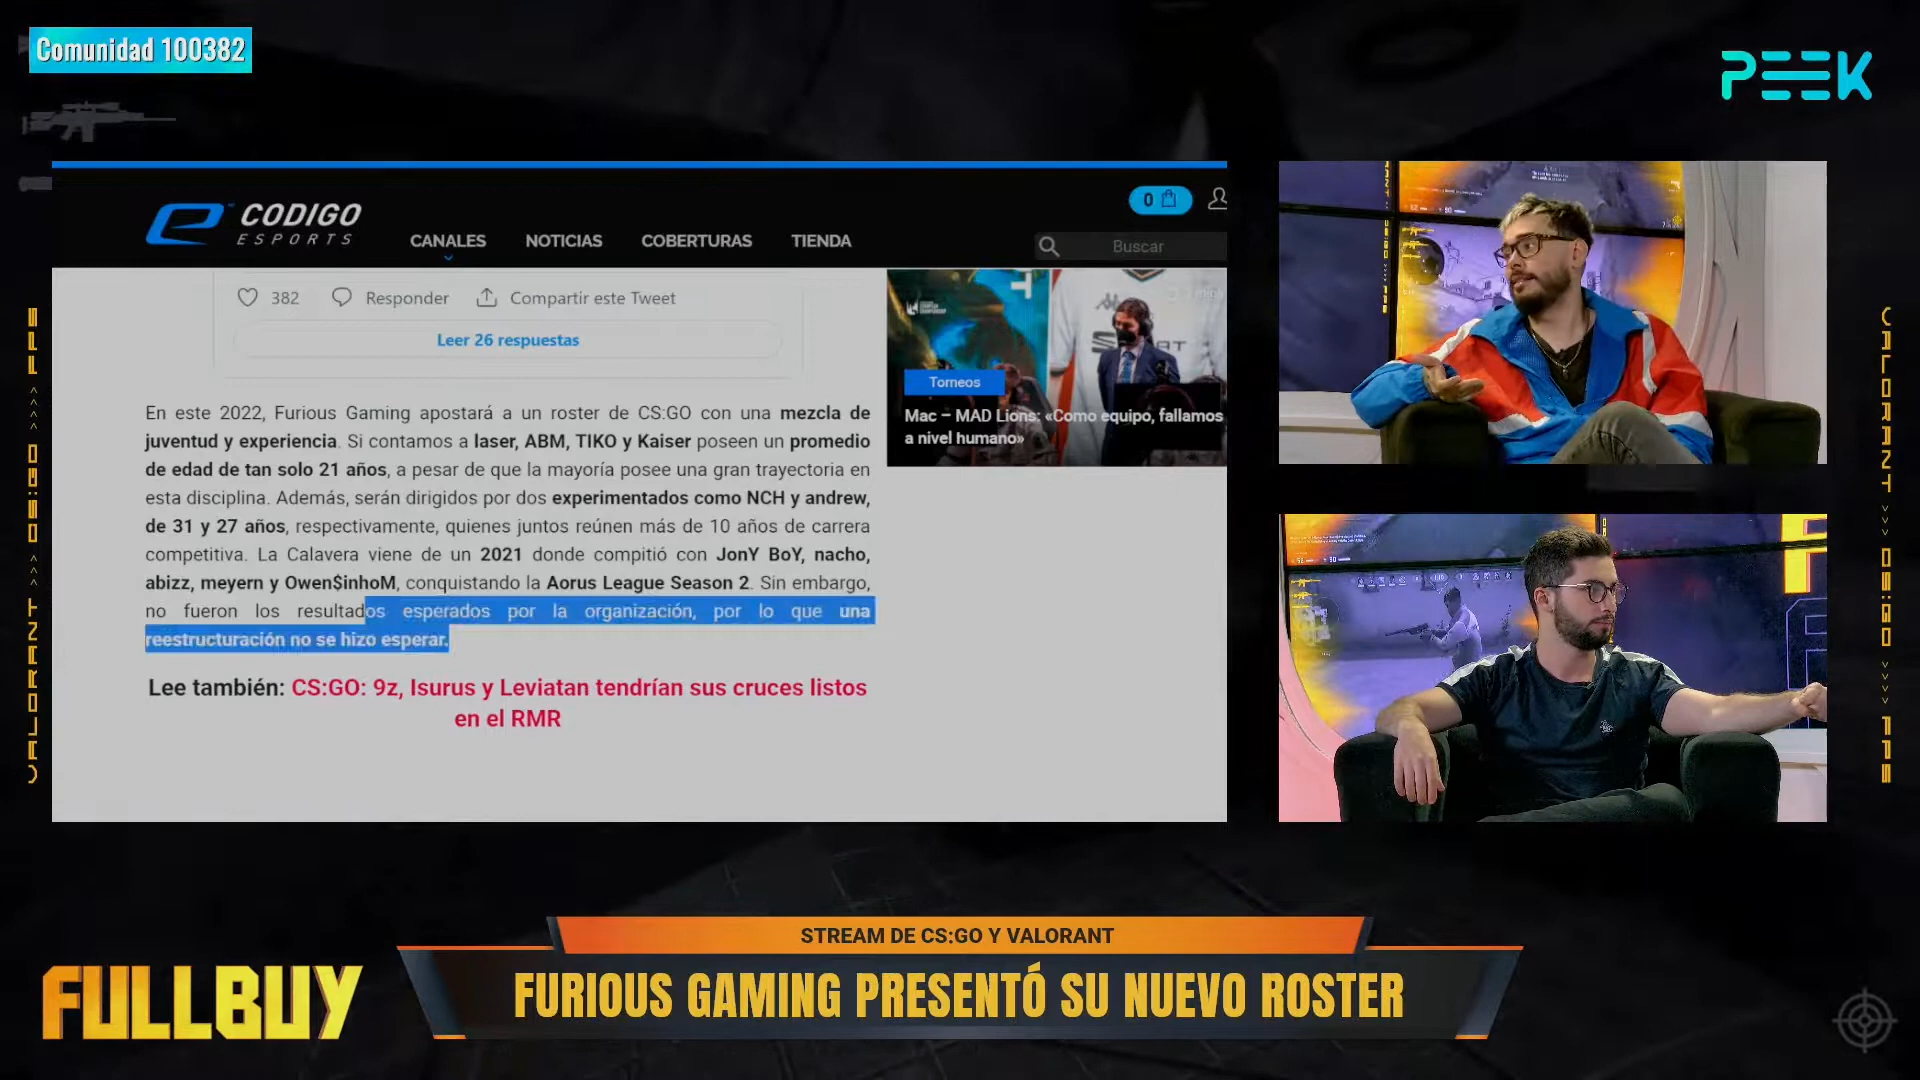 Comunidad 100382
PEEK
CODIGO
ESPORTS
CANALES
NOTICIAS
COBERTURAS
TIENDA
0
Buscar
382
Responder
Compartir este Tweet
Leer 26 respuestas
En este 2022, Furious Gaming apostará a un roster de CS:GO con una mezcla de
juventud y experiencia. Si contamos a laser, ABM, TIKO y Kaiser poseen un promedio
de edad de tan solo 21 años, a pesar de que la mayoría posee una gran trayectoria en
esta disciplina. Además, serán dirigidos por dos experimentados como NCH y andrew,
de 31 y 27 años, respectivamente, quienes juntos reúnen más de 10 años de carrera
competitiva. La Calavera viene de un 2021 donde compitió con JonY BoY, nacho,
abizz, meyern y Owen$inhoM, conquistando la Aorus League Season 2. Sin embargo,
no fueron los resultados esperados por la organización, por lo que una
reestructuración no se hizo esperar.
Lee también: CS:GO: 9z, Isurus y Leviatan tendrían sus cruces listos
en el RMR
Torneos
Mac – MAD Lions: «Como equipo, fallamos
a nivel humano»
VALORANT >>> CS:GO >>>> FPS
VALORANT >>> CS:GO >>>> FPS
STREAM DE CS:GO Y VALORANT
FULLBUY
FURIOUS GAMING PRESENTÓ SU NUEVO ROSTER